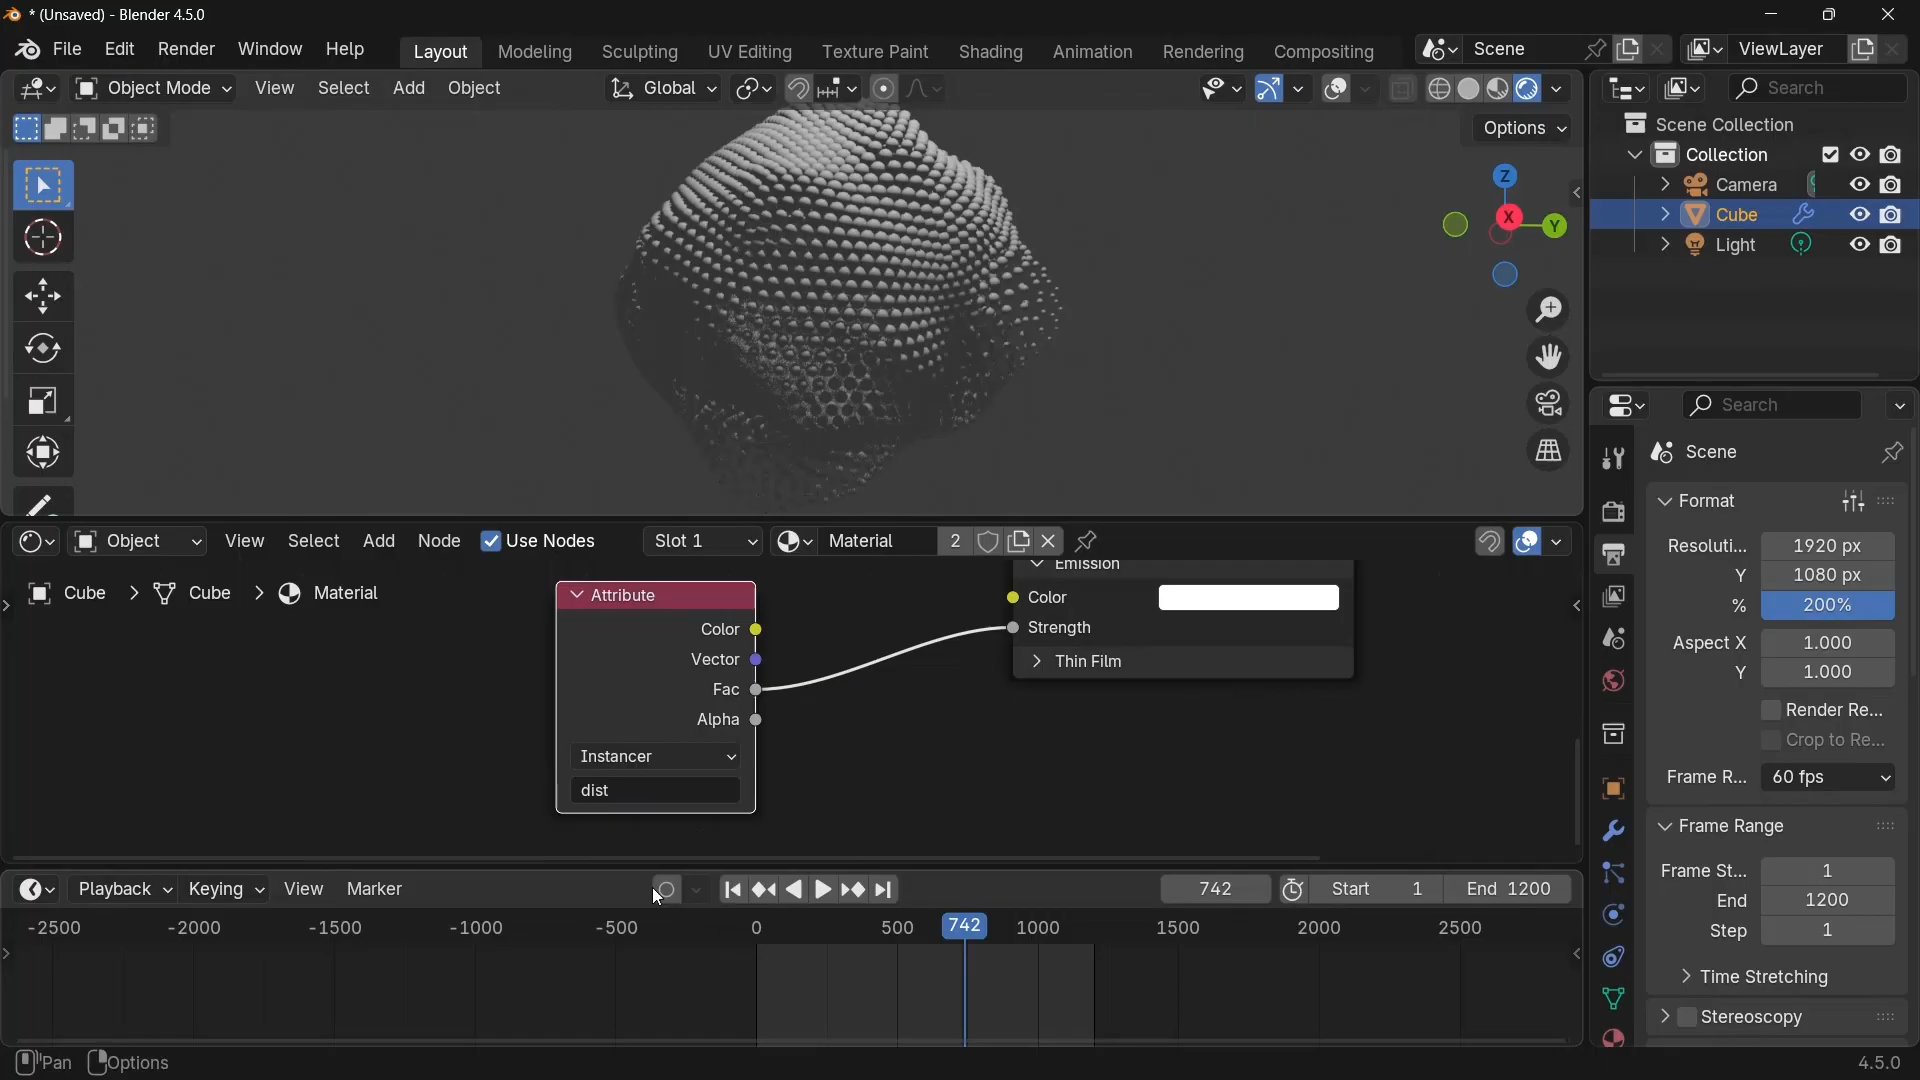 * (Unsaved) - Blender 4.5.0
File Edit Render Window Help Layout Modeling Sculpting UV Editing Texture Paint Shading Animation Rendering Compositing Scene ViewLayer
Object Mode View Select Add Object Global
Options
Z
X
Y
Search
Scene Collection
Collection
Camera
Cube
Light
Search
Scene
Format
Resoluti... 1920 px
Y 1080 px
% 200%
Aspect X 1.000
Y 1.000
Render Re...
Crop to Re...
Frame R... 60 fps
Frame Range
Frame St... 1
End 1200
Step 1
Time Stretching
Stereoscopy
Object View Select Add Node Use Nodes Slot 1 Material 2
Cube Cube Material
Attribute
Color
Vector
Fac
Alpha
Instancer
dist
Emission
Color
Strength
Thin Film
Playback Keying View Marker 742 Start 1 End 1200
-2500 -2000 -1500 -1000 -500 0 500 742 1000 1500 2000 2500
Pan Options
4.5.0